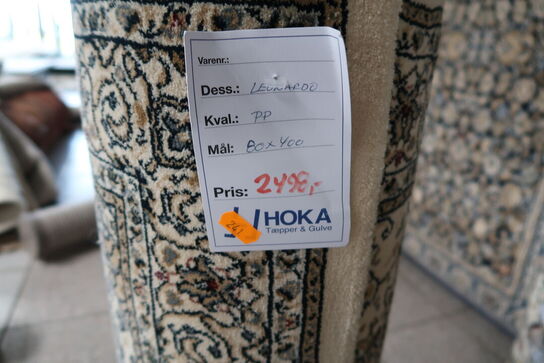 Varenr.:
Dess.: LEONARDO
Kval.: PP
Mål: 80x400
Pris: 2498,-
HOKA
Tæpper & Gulve